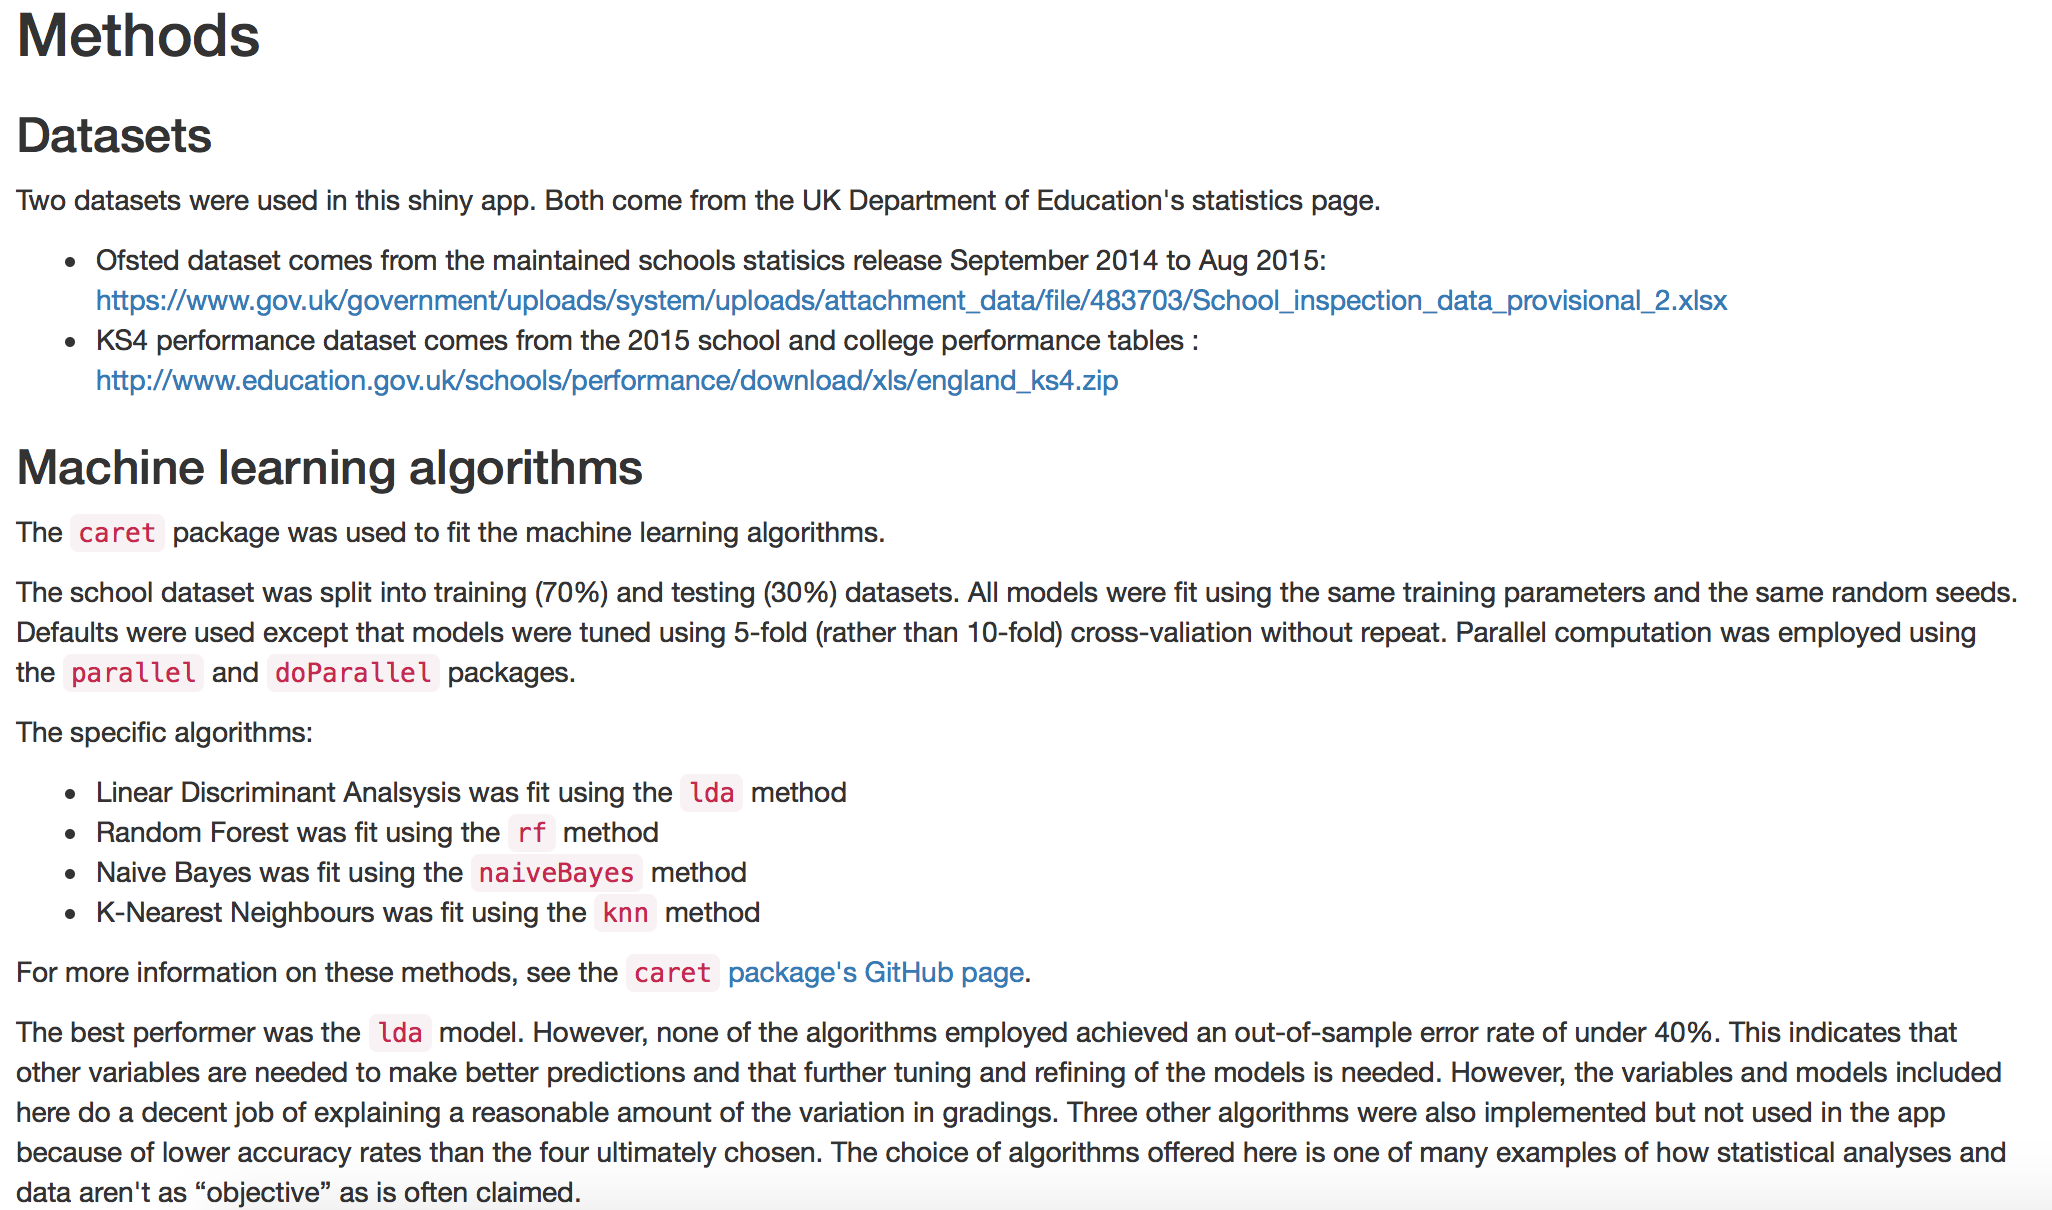 Methods
Datasets
Two datasets were used in this shiny app. Both come from the UK Department of Education's statistics page.
• Ofsted dataset comes from the maintained schools statisics release September 2014 to Aug 2015:
https://www.gov.uk/government/uploads/system/uploads/attachment_data/file/483703/School_inspection_data_provisional_2.xlsx
• KS4 performance dataset comes from the 2015 school and college performance tables :
http://www.education.gov.uk/schools/performance/download/xls/england_ks4.zip
Machine learning algorithms
The caret package was used to fit the machine learning algorithms.
The school dataset was split into training (70%) and testing (30%) datasets. All models were fit using the same training parameters and the same random seeds.
Defaults were used except that models were tuned using 5-fold (rather than 10-fold) cross-valiation without repeat. Parallel computation was employed using
the parallel and doParallel packages.
The specific algorithms:
• Linear Discriminant Analsysis was fit using the lda method
• Random Forest was fit using the rf method
• Naive Bayes was fit using the naiveBayes method
• K-Nearest Neighbours was fit using the knn method
For more information on these methods, see the caret package's GitHub page.
The best performer was the lda model. However, none of the algorithms employed achieved an out-of-sample error rate of under 40%. This indicates that
other variables are needed to make better predictions and that further tuning and refining of the models is needed. However, the variables and models included
here do a decent job of explaining a reasonable amount of the variation in gradings. Three other algorithms were also implemented but not used in the app
because of lower accuracy rates than the four ultimately chosen. The choice of algorithms offered here is one of many examples of how statistical analyses and
data aren't as “objective” as is often claimed.